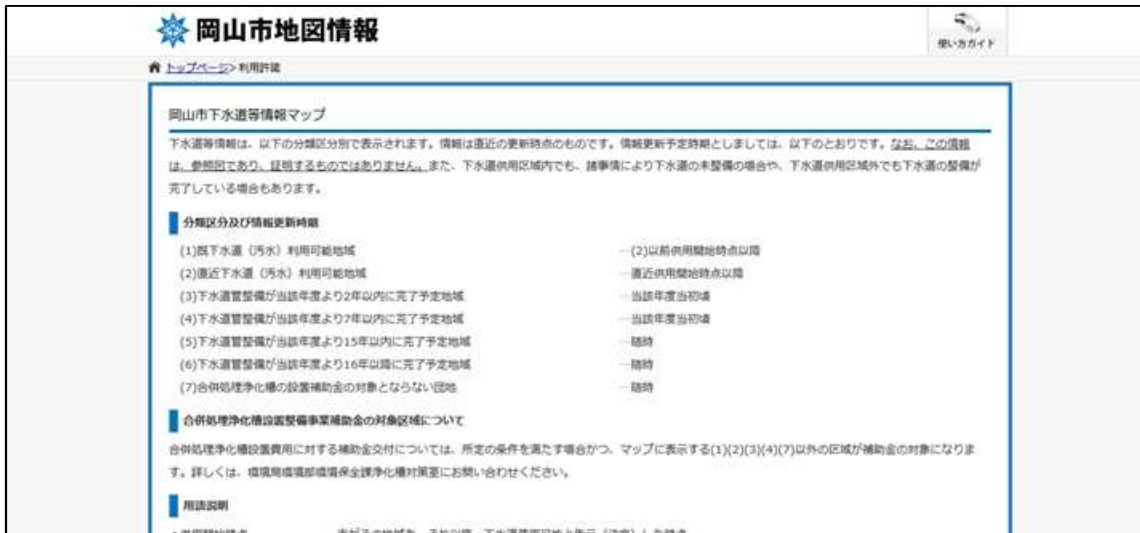 岡山市地図情報
使い方ガイド
トップページ>利用許諾
岡山市下水道等情報マップ
下水道等情報は、以下の分類区分別で表示されます。情報は直近の更新時点のものです。情報更新予定時期としましては、以下のとおりです。なお、この情報
は、参照図であり、証明するものではありません。また、下水道供用区域内でも、諸事情により下水道の未整備の場合や、下水道供用区域外でも下水道の整備が
完了している場合もあります。
分類区分及び情報更新時期
(1)既下水道（汚水）利用可能地域 …(2)以前供用開始時点以降
(2)直近下水道（汚水）利用可能地域 …直近供用開始時点以降
(3)下水道管整備が当該年度より2年以内に完了予定地域 …当該年度当初頃
(4)下水道管整備が当該年度より7年以内に完了予定地域 …当該年度当初頃
(5)下水道管整備が当該年度より15年以内に完了予定地域 …随時
(6)下水道管整備が当該年度より16年以降に完了予定地域 …随時
(7)合併処理浄化槽の設置補助金の対象とならない団地 …随時
合併処理浄化槽設置整備事業補助金の対象区域について
合併処理浄化槽設置費用に対する補助金交付については、所定の条件を満たす場合かつ、マップに表示する(1)(2)(3)(4)(7)以外の区域が補助金の対象になりま
す。詳しくは、環境局環境部環境保全課浄化槽対策室にお問い合わせください。
用語説明